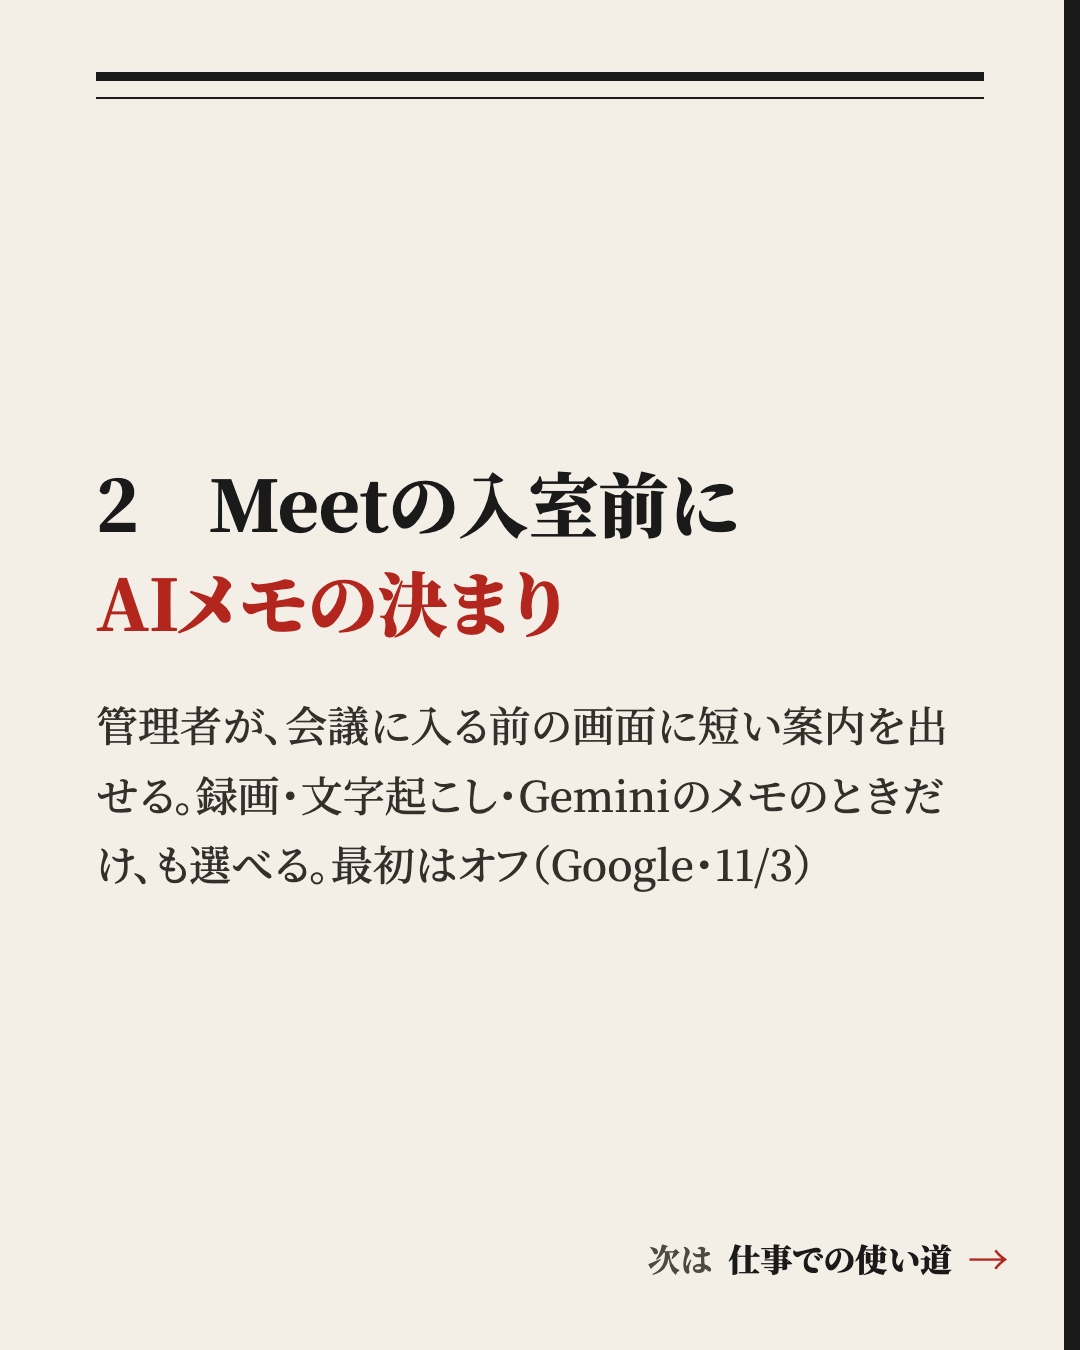 2　Meetの入室前に
AIメモの決まり
管理者が、会議に入る前の画面に短い案内を出
せる。録画・文字起こし・Geminiのメモのときだ
け、も選べる。最初はオフ（Google・11/3）
次は 仕事での使い道 →